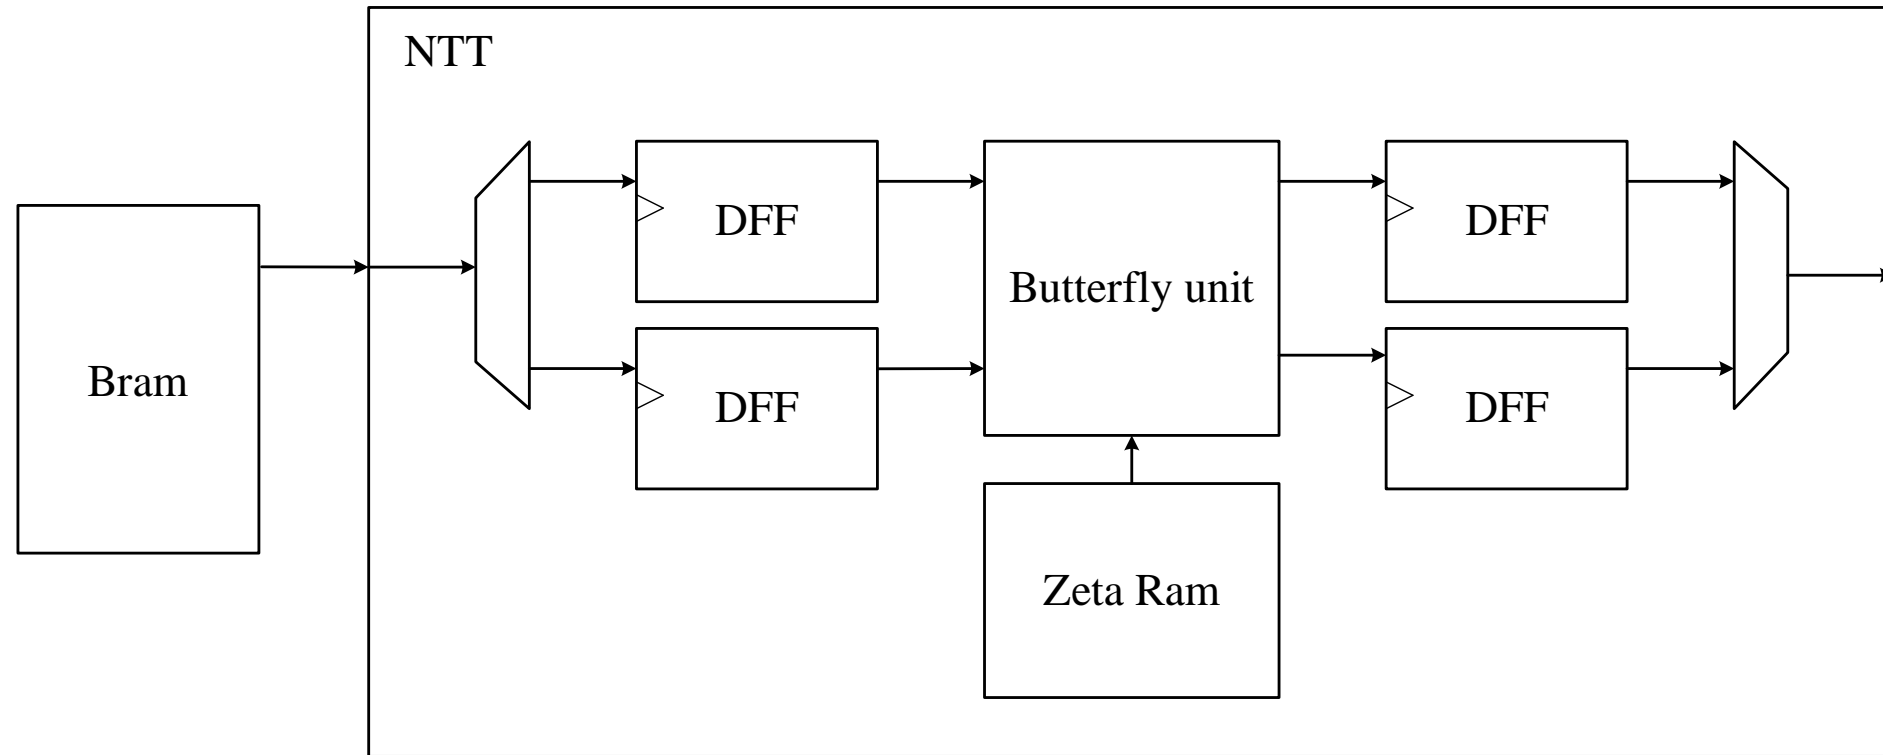 NTT
DFF
DFF
Butterfly unit
Bram
DFF
DFF
Zeta Ram